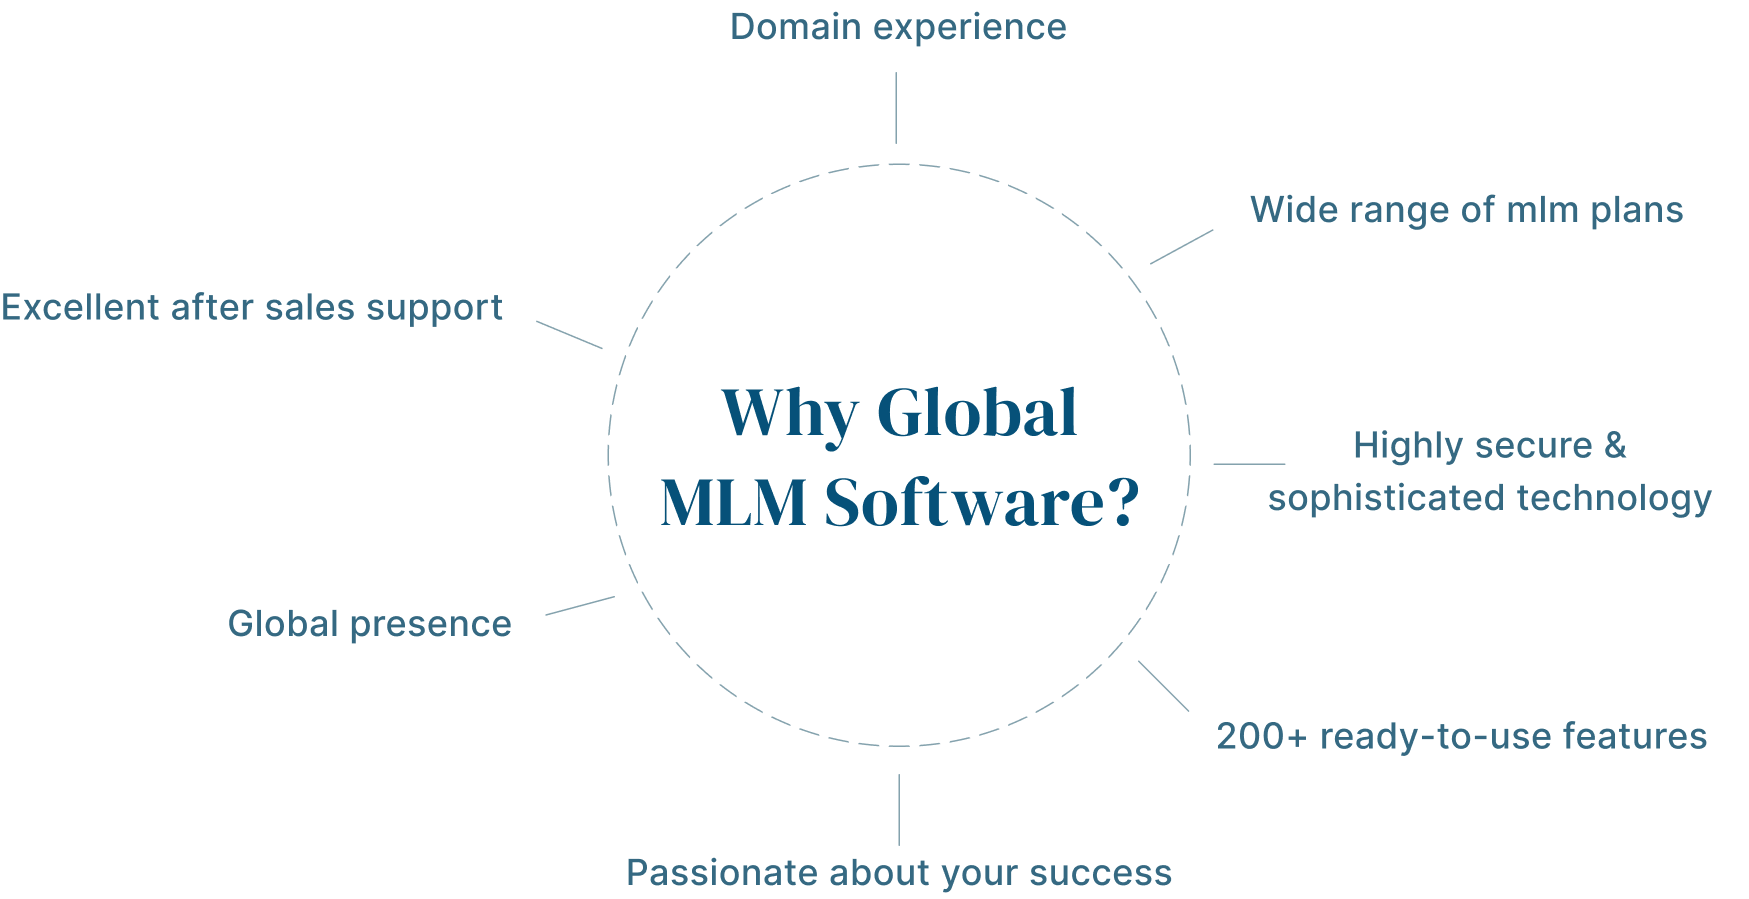 Domain experience
Wide range of mlm plans
Excellent after sales support
Why Global
MLM Software?
Highly secure &
sophisticated technology
Global presence
200+ ready-to-use features
Passionate about your success